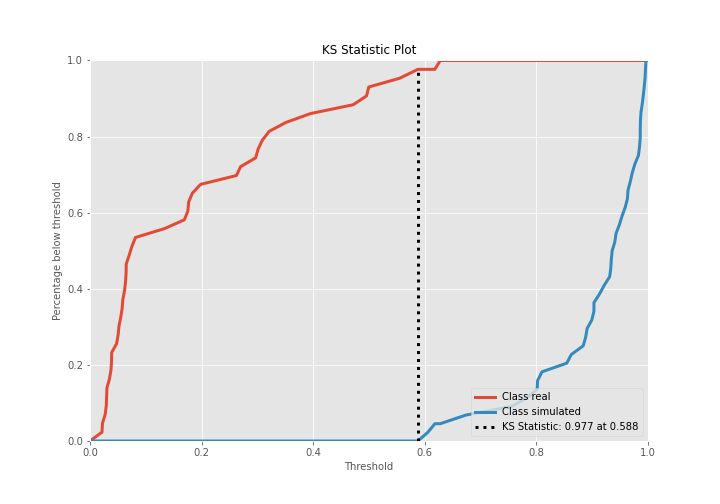 KS Statistic Plot
Percentage below threshold
1.0
0.8
0.6
0.4
0.2
0.0
0.0 0.2 0.4 0.6 0.8 1.0
Threshold
Class real
Class simulated
KS Statistic: 0.977 at 0.588